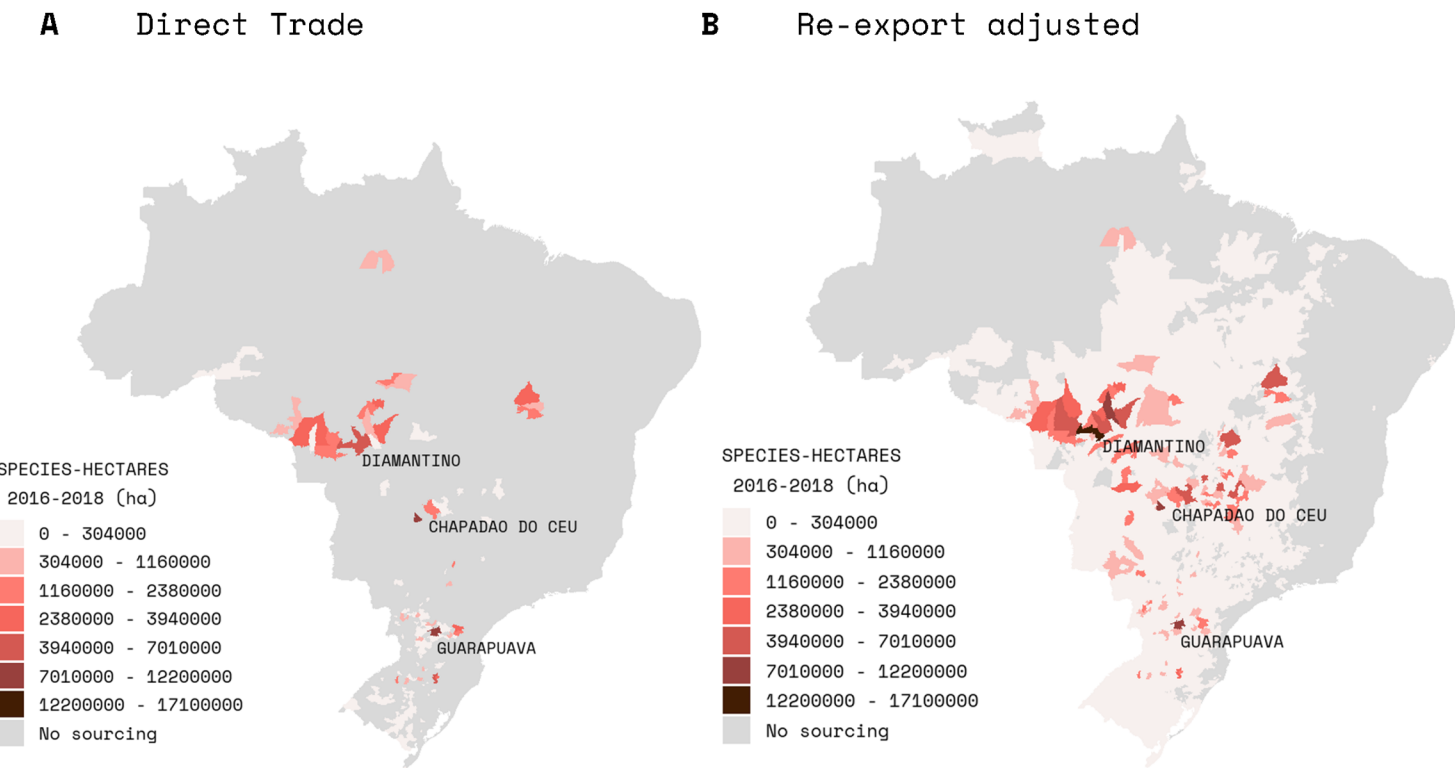 A Direct Trade
DIAMANTINO
CHAPADAO DO CEU
GUARAPUAVA
SPECIES-HECTARES
2016-2018 (ha)
0 - 304000
304000 - 1160000
1160000 - 2380000
2380000 - 3940000
3940000 - 7010000
7010000 - 12200000
12200000 - 17100000
No sourcing
B Re-export adjusted
DIAMANTINO
CHAPADAO DO CEU
GUARAPUAVA
SPECIES-HECTARES
2016-2018 (ha)
0 - 304000
304000 - 1160000
1160000 - 2380000
2380000 - 3940000
3940000 - 7010000
7010000 - 12200000
12200000 - 17100000
No sourcing